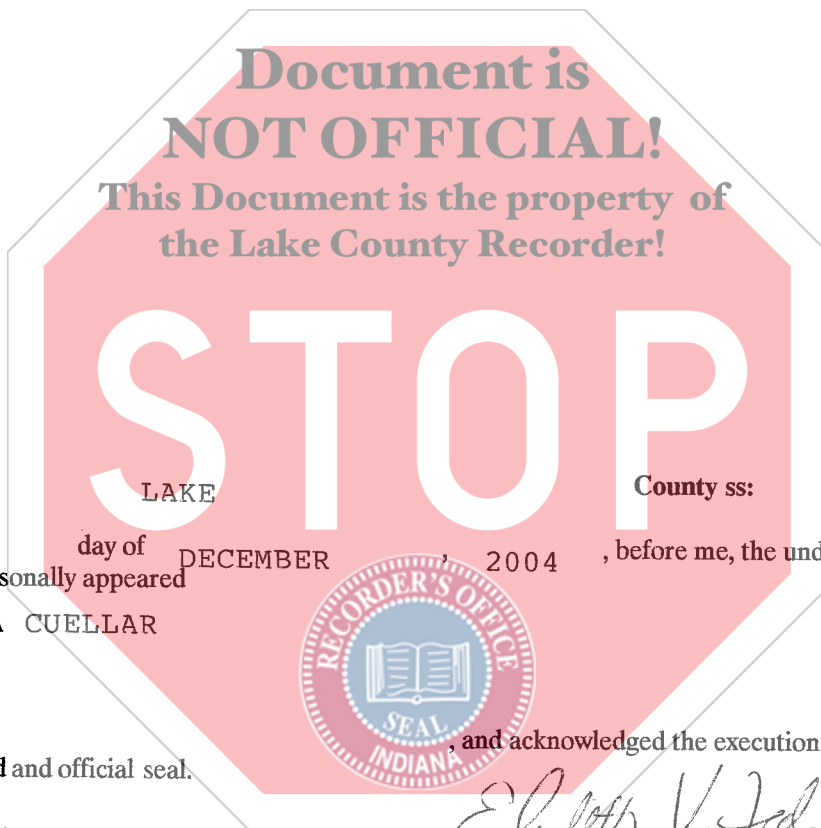 Document is
NOT OFFICIAL!
This Document is the property of
the Lake County Recorder!
STOP
LAKE County ss:
day of DECEMBER , 2004 , before me, the und
sonally appeared
A CUELLAR
RECORDER'S OFFICE
SEAL
INDIANA
, and acknowledged the execution
d and official seal.